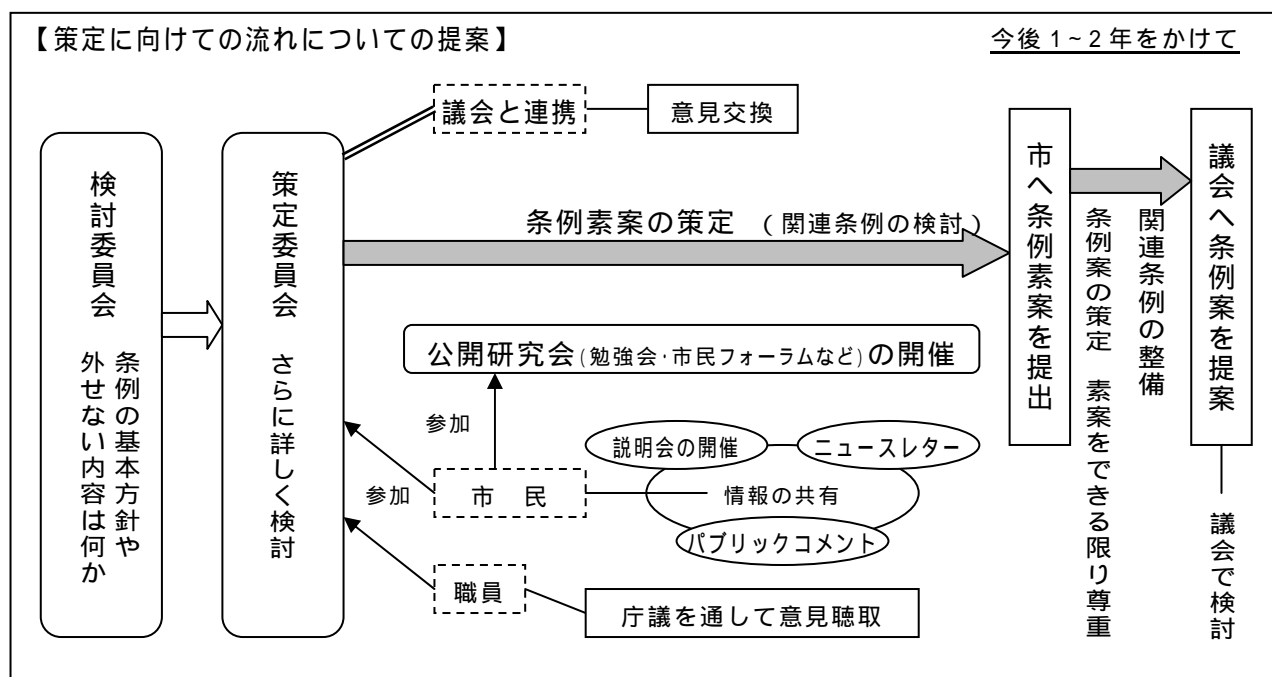 【策定に向けての流れについての提案】
今後1~2年をかけて
議会と連携
意見交換
検討委員会
条例の基本方針や
外せない内容は何か
策定委員会 さらに詳しく検討
条例素案の策定 (関連条例の検討)
公開研究会(勉強会・市民フォーラムなど)の開催
参加
参加
市 民
説明会の開催
ニュースレター
情報の共有
パブリックコメント
職員
庁議を通して意見聴取
市へ条例素案を提出
関連条例の整備
条例案の策定 素案をできる限り尊重
議会へ条例案を提案
議会で検討